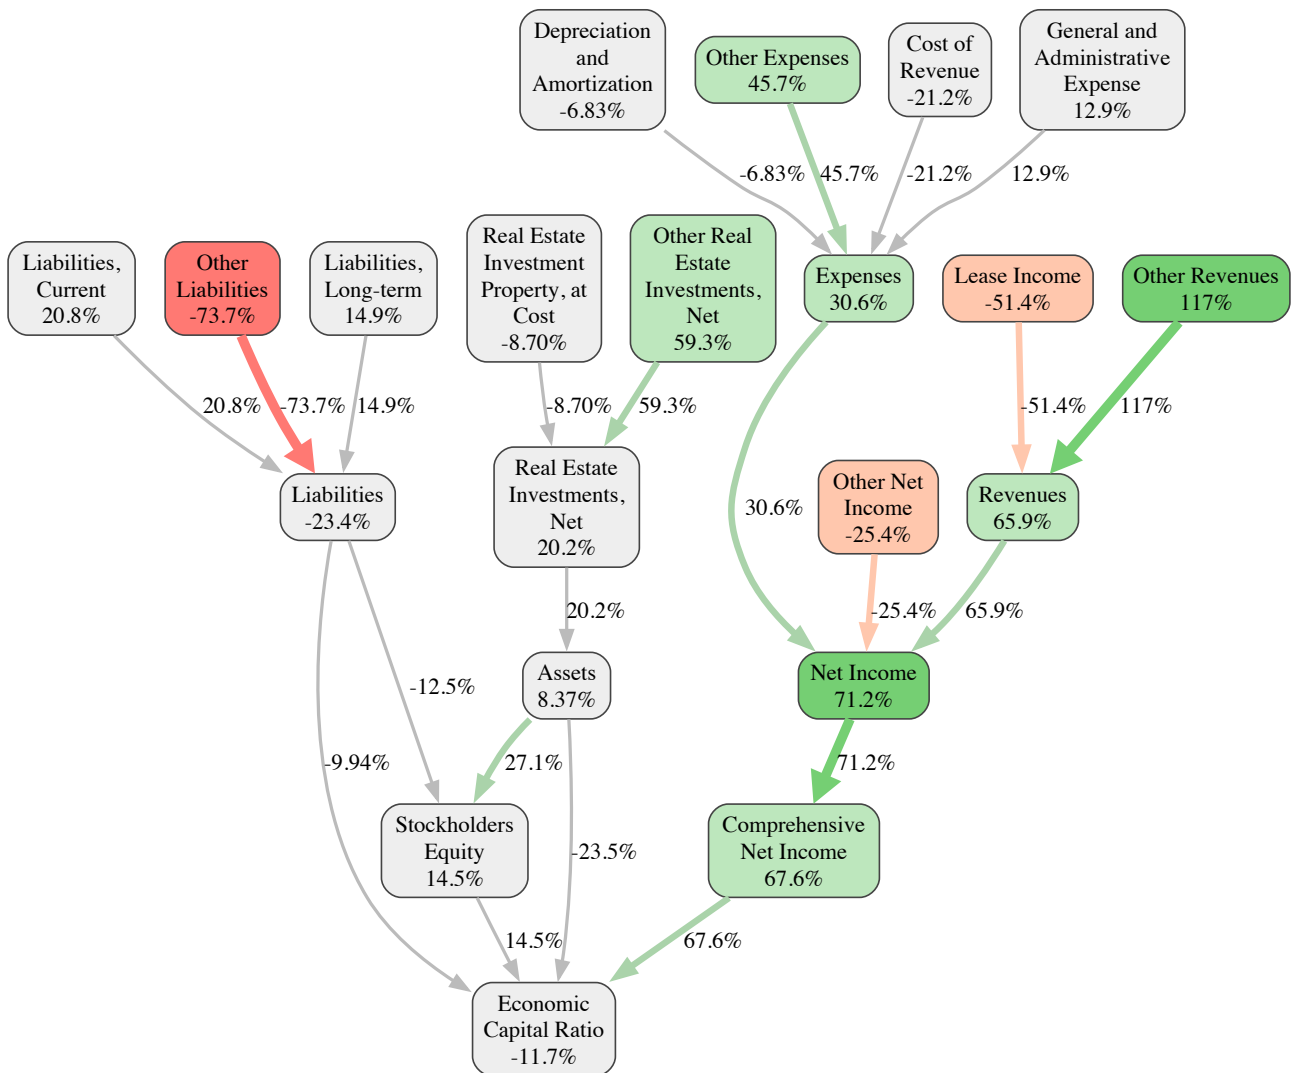 Depreciation
and
Amortization
-6.83%
Other Expenses
45.7%
Cost of
Revenue
-21.2%
General and
Administrative
Expense
12.9%
-6.83%
45.7%
-21.2%
12.9%
Liabilities,
Current
20.8%
Other
Liabilities
-73.7%
Liabilities,
Long-term
14.9%
Real Estate
Investment
Property, at
Cost
-8.70%
Other Real
Estate
Investments,
Net
59.3%
Expenses
30.6%
Lease Income
-51.4%
Other Revenues
117%
20.8%
-73.7%
14.9%
-8.70%
59.3%
-51.4%
117%
Liabilities
-23.4%
Real Estate
Investments,
Net
20.2%
30.6%
Other Net
Income
-25.4%
Revenues
65.9%
20.2%
-25.4%
65.9%
-12.5%
Assets
8.37%
Net Income
71.2%
-9.94%
27.1%
71.2%
Stockholders
Equity
14.5%
-23.5%
Comprehensive
Net Income
67.6%
14.5%
67.6%
Economic
Capital Ratio
-11.7%